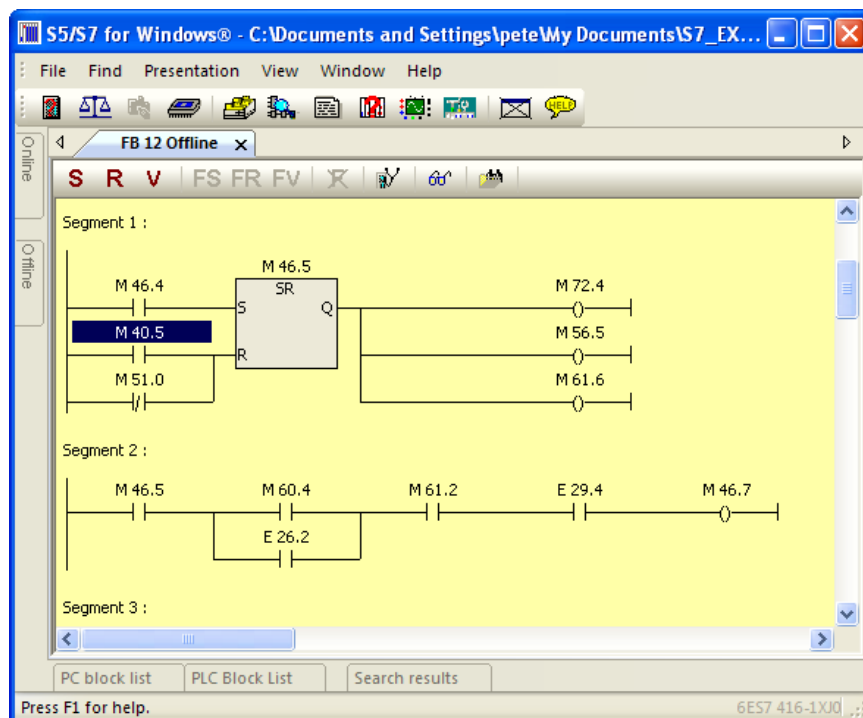 S5/S7 for Windows® - C:\Documents and Settings\pete\My Documents\S7_EX...
File Find Presentation View Window Help
HELP
Online
FB 12 Offline x
S R V FS FR FV
Offline
Segment 1 :
M 46.4
M 46.5
SR
M 72.4
S
Q
M 40.5
M 56.5
R
M 51.0
M 61.6
Segment 2 :
M 46.5 M 60.4 M 61.2 E 29.4 M 46.7
E 26.2
Segment 3 :
PC block list PLC Block List Search results
Press F1 for help. 6ES7 416-1XJ0